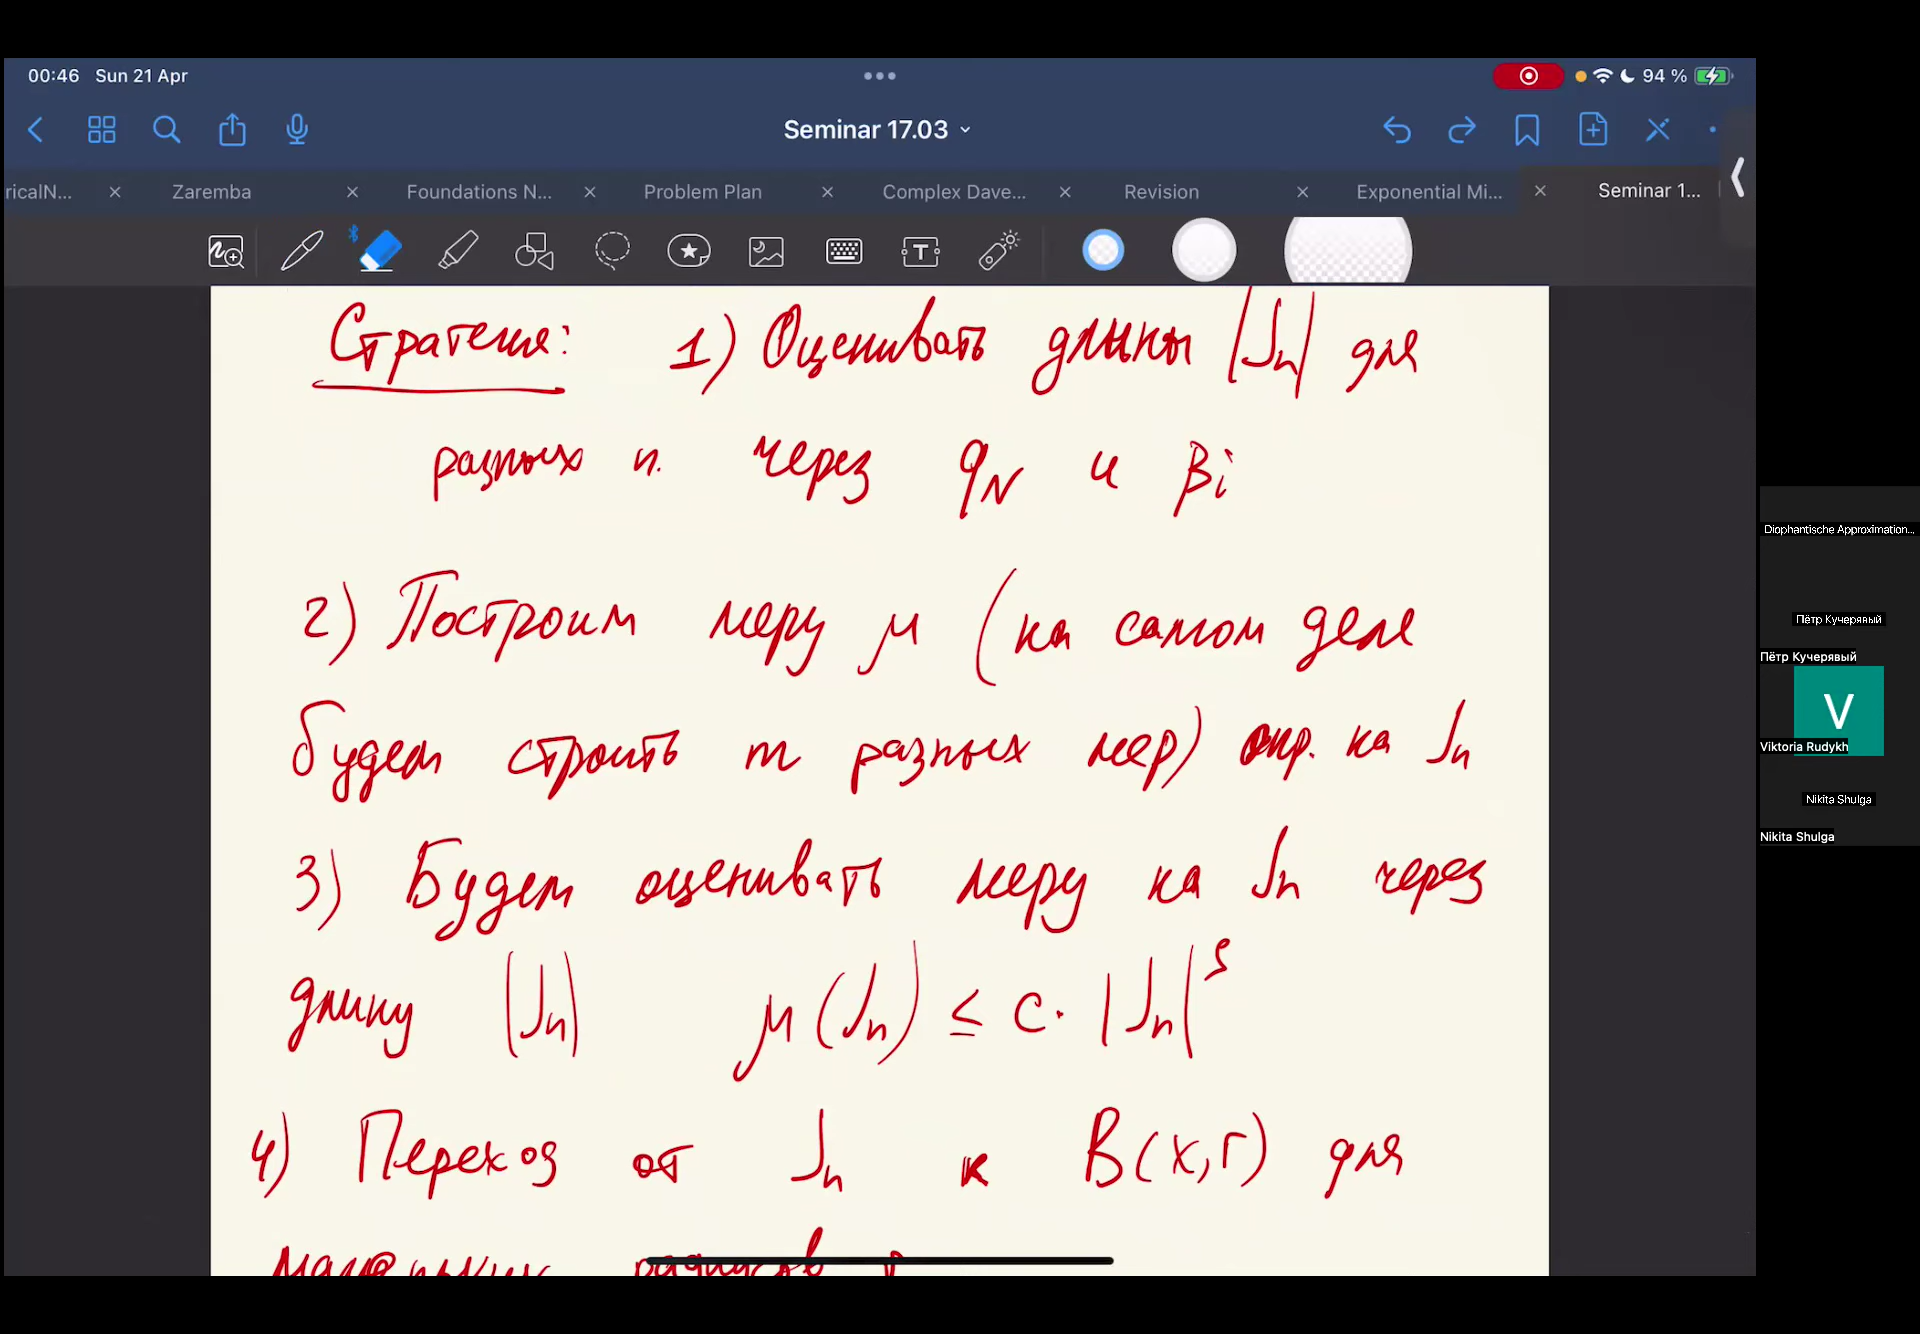 00:46 Sun 21 Apr
94 %
Seminar 17.03
ricalN... Zaremba Foundations N... Problem Plan Complex Dave... Revision Exponential Mi... Seminar 1...
Стратегия: 1) Оценивать длины |Jn| для
разных n. через qN и Bi
2) Построим меру μ (на самом деле
будем строить m разных мер) опр. на Jn
3) Будем оценивать меру на Jn через
длину |Jn| μ(Jn) ≤ c· |Jn|^s
4) Переход от Jn к B(x,r) для
маленьких радиусов r
Diophantische Approximation...
Пётр Кучерявый
Пётр Кучерявый
V
Viktoria Rudykh
Nikita Shulga
Nikita Shulga